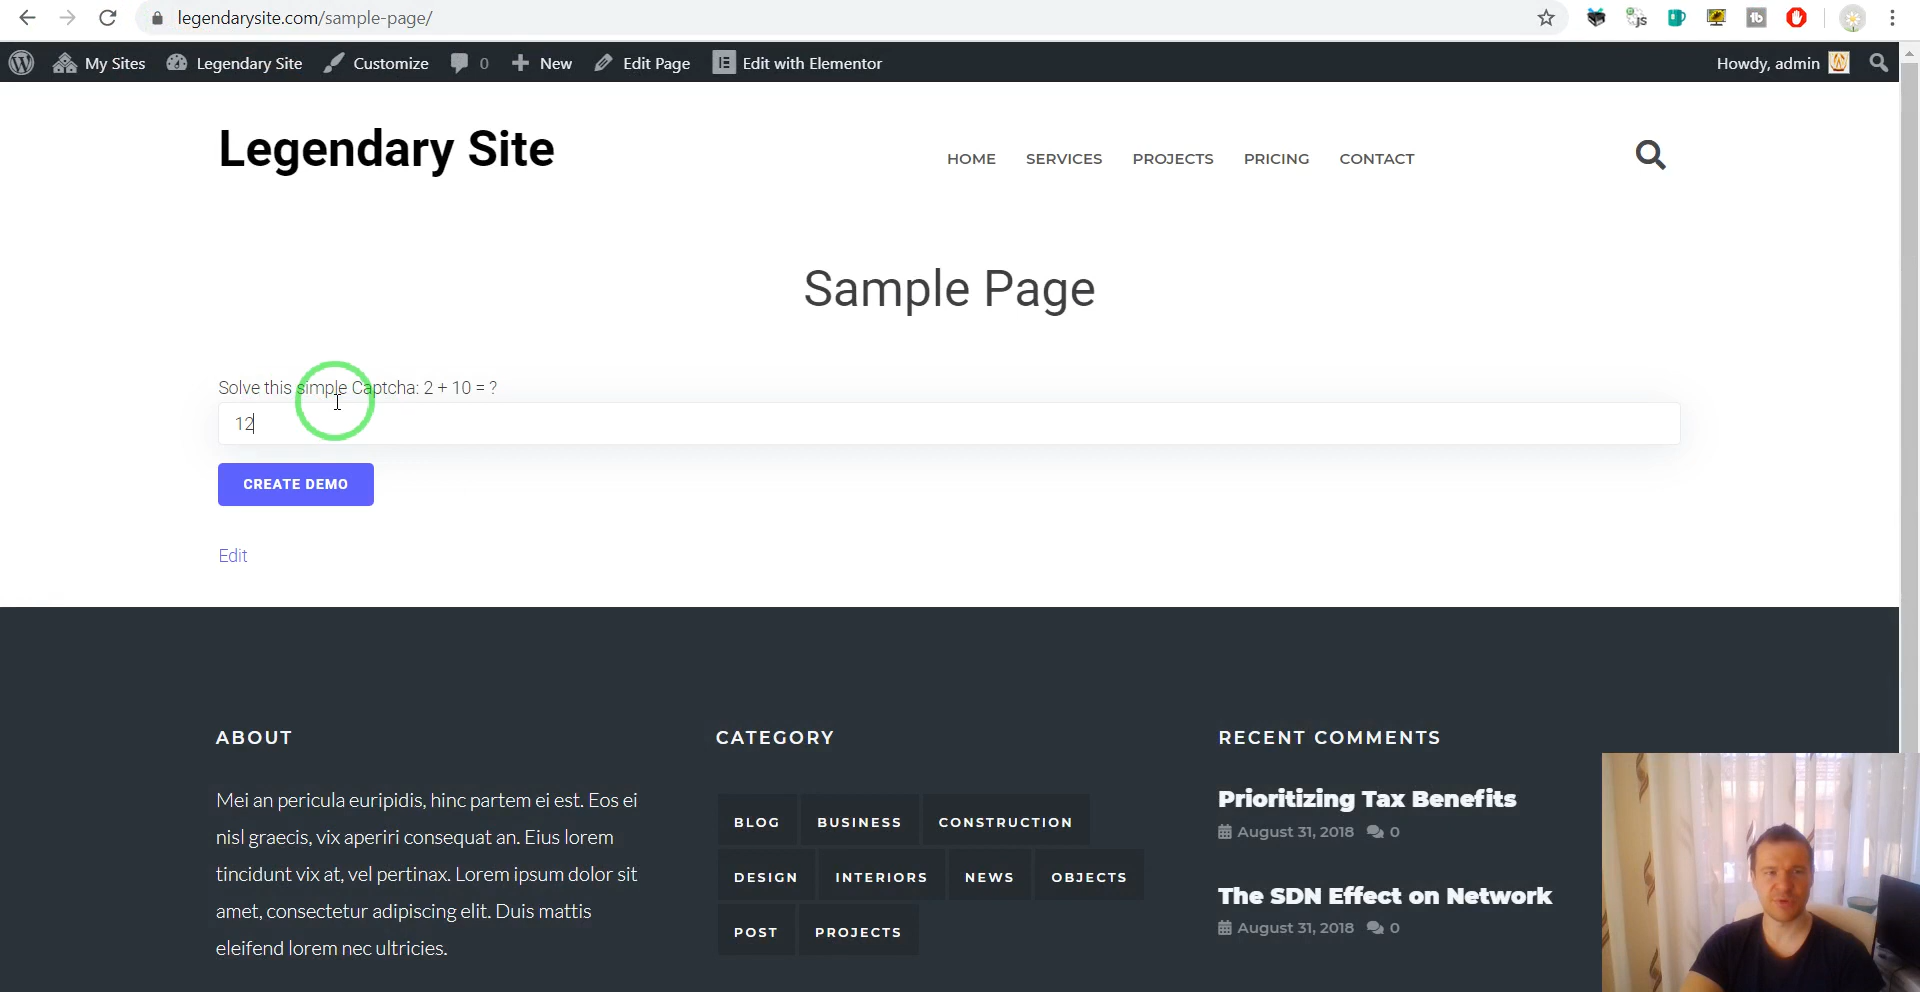 legendarysite.com/sample-page/
My Sites Legendary Site Customize 0 New Edit Page Edit with Elementor Howdy, admin
Legendary Site
HOME SERVICES PROJECTS PRICING CONTACT
Sample Page
Solve this simple Captcha: 2 + 10 = ?
12
CREATE DEMO
Edit
ABOUT
Mei an pericula euripidis, hinc partem ei est. Eos ei
nisl graecis, vix aperiri consequat an. Eius lorem
tincidunt vix at, vel pertinax. Lorem ipsum dolor sit
amet, consectetur adipiscing elit. Duis mattis
eleifend lorem nec ultricies.
CATEGORY
BLOG BUSINESS CONSTRUCTION
DESIGN INTERIORS NEWS OBJECTS
POST PROJECTS
RECENT COMMENTS
Prioritizing Tax Benefits
August 31, 2018 0
The SDN Effect on Network
August 31, 2018 0